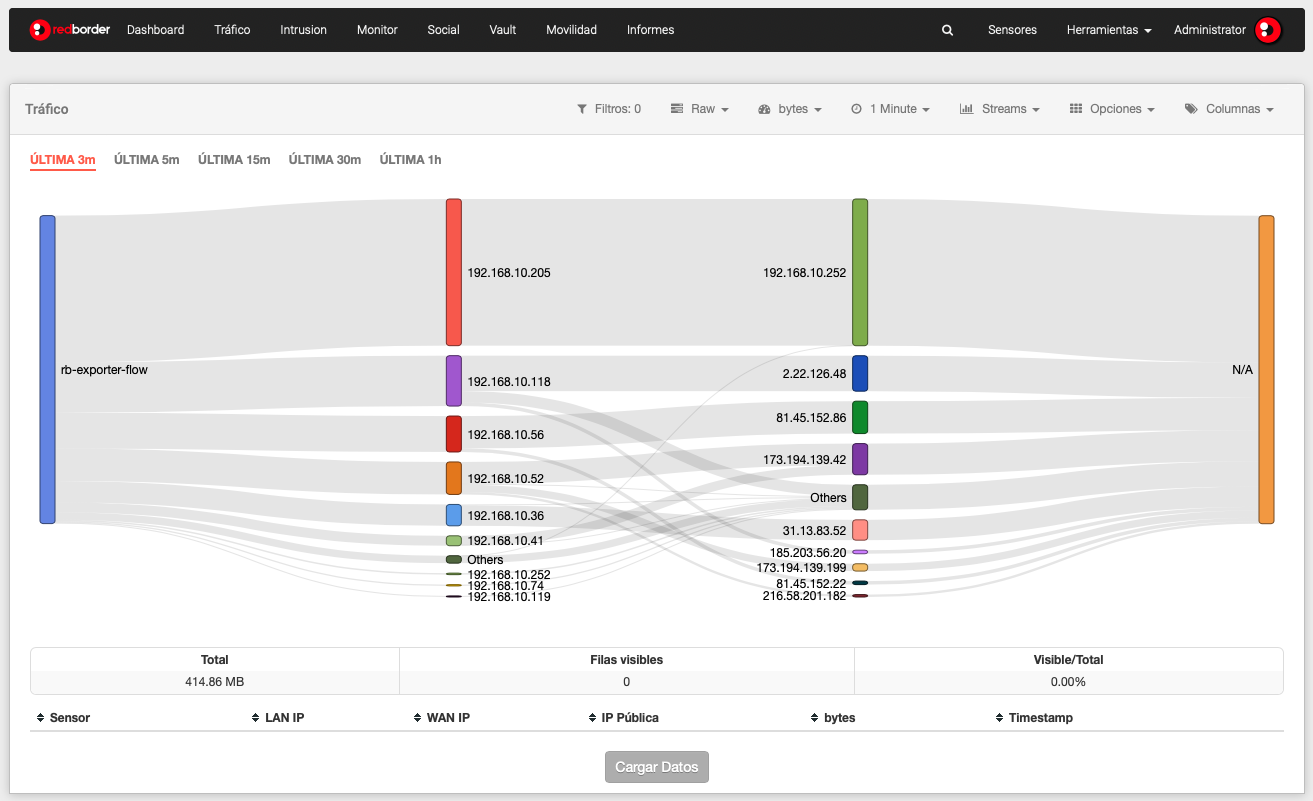 redborder Dashboard Tráfico Intrusion Monitor Social Vault Movilidad Informes Sensores Herramientas Administrator
Tráfico Filtros: 0 Raw bytes 1 Minute Streams Opciones Columnas
ÚLTIMA 3m ÚLTIMA 5m ÚLTIMA 15m ÚLTIMA 30m ÚLTIMA 1h
rb-exporter-flow
192.168.10.205
192.168.10.118
192.168.10.56
192.168.10.52
192.168.10.36
192.168.10.41
Others
192.168.10.252
192.168.10.74
192.168.10.119
192.168.10.252
2.22.126.48
81.45.152.86
173.194.139.42
Others
31.13.83.52
185.203.56.20
173.194.139.199
81.45.152.22
216.58.201.182
N/A
Total Filas visibles Visible/Total
414.86 MB 0 0.00%
Sensor LAN IP WAN IP IP Pública bytes Timestamp
Cargar Datos